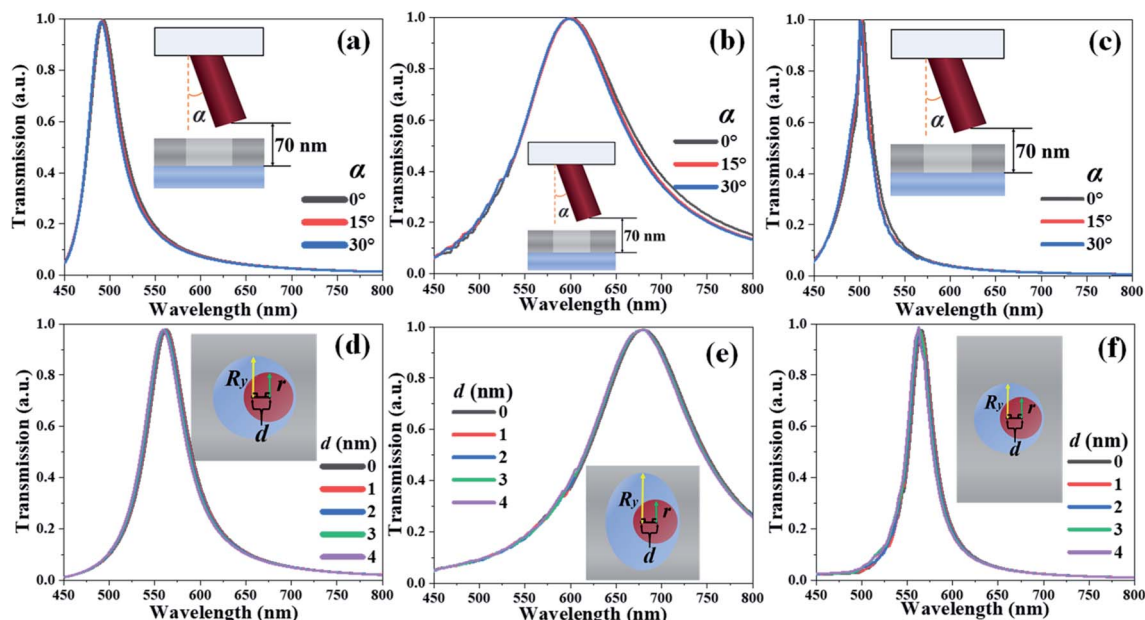 (a)
Transmission (a.u.)
1.0
0.8
0.6
0.4
0.2
0.0
α
70 nm
α
0°
15°
30°
450 500 550 600 650 700 750 800
Wavelength (nm)
(b)
Transmission (a.u.)
1.0
0.8
0.6
0.4
0.2
0.0
α
70 nm
α
0°
15°
30°
450 500 550 600 650 700 750 800
Wavelength (nm)
(c)
Transmission (a.u.)
1.0
0.8
0.6
0.4
0.2
0.0
α
70 nm
α
0°
15°
30°
450 500 550 600 650 700 750 800
Wavelength (nm)
(d)
Transmission (a.u.)
1.0
0.8
0.6
0.4
0.2
0.0
Ry
r
d
d (nm)
0
1
2
3
4
450 500 550 600 650 700 750 800
Wavelength (nm)
(e)
Transmission (a.u.)
1.0
0.8
0.6
0.4
0.2
0.0
d (nm)
0
1
2
3
4
Ry
r
d
450 500 550 600 650 700 750 800
Wavelength (nm)
(f)
Transmission (a.u.)
1.0
0.8
0.6
0.4
0.2
0.0
Ry
r
d
d (nm)
0
1
2
3
4
450 500 550 600 650 700 750 800
Wavelength (nm)